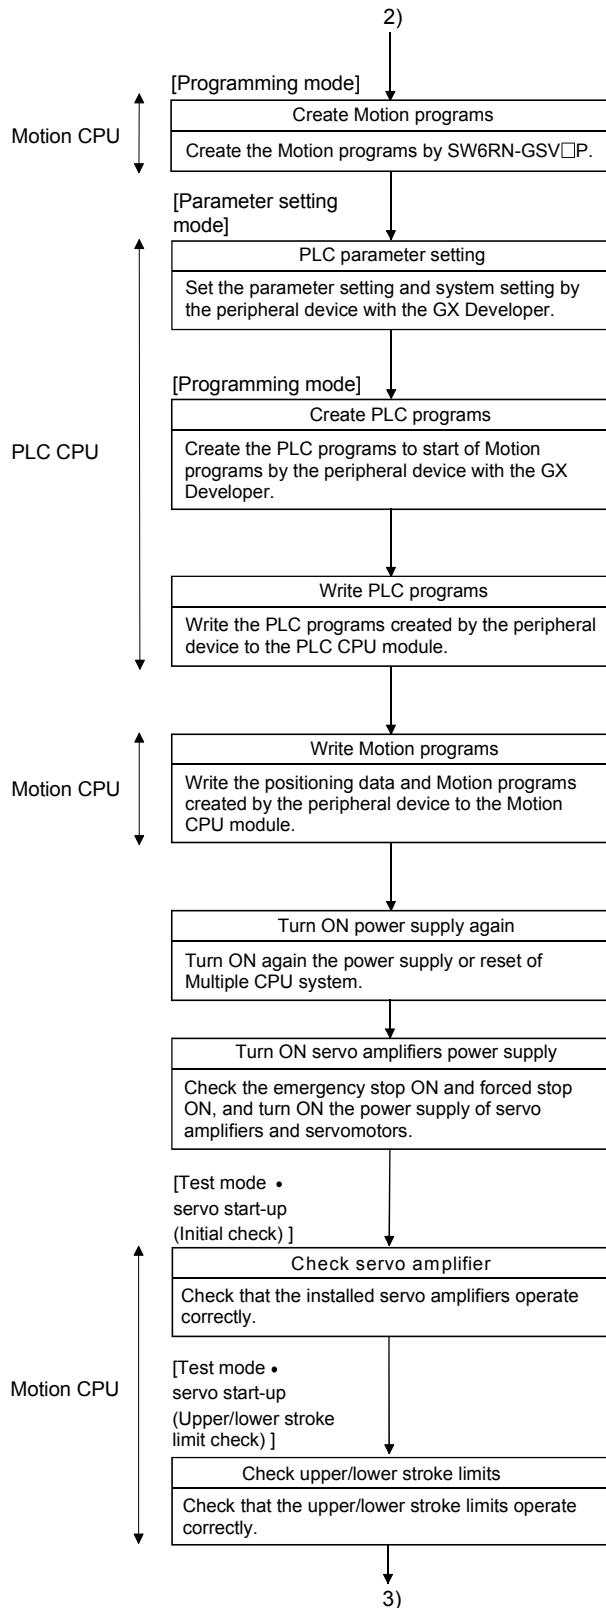 2)
[Programming mode]
Create Motion programs
Motion CPU
Create the Motion programs by SW6RN-GSV□P.
[Parameter setting
mode]
PLC parameter setting
Set the parameter setting and system setting by
the peripheral device with the GX Developer.
[Programming mode]
Create PLC programs
PLC CPU
Create the PLC programs to start of Motion
programs by the peripheral device with the GX
Developer.
Write PLC programs
Write the PLC programs created by the peripheral
device to the PLC CPU module.
Write Motion programs
Motion CPU
Write the positioning data and Motion programs
created by the peripheral device to the Motion
CPU module.
Turn ON power supply again
Turn ON again the power supply or reset of
Multiple CPU system.
Turn ON servo amplifiers power supply
Check the emergency stop ON and forced stop
ON, and turn ON the power supply of servo
amplifiers and servomotors.
[Test mode •
servo start-up
(Initial check) ]
Check servo amplifier
Check that the installed servo amplifiers operate
correctly.
Motion CPU
[Test mode •
servo start-up
(Upper/lower stroke
limit check) ]
Check upper/lower stroke limits
Check that the upper/lower stroke limits operate
correctly.
3)